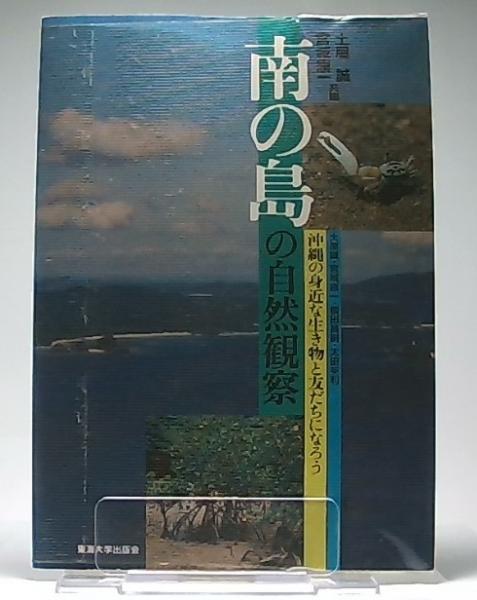 土屋 誠
宮城康一 共編
南の島
の自然観察
沖縄の身近な生き物と友だちになろう
東海大学出版会